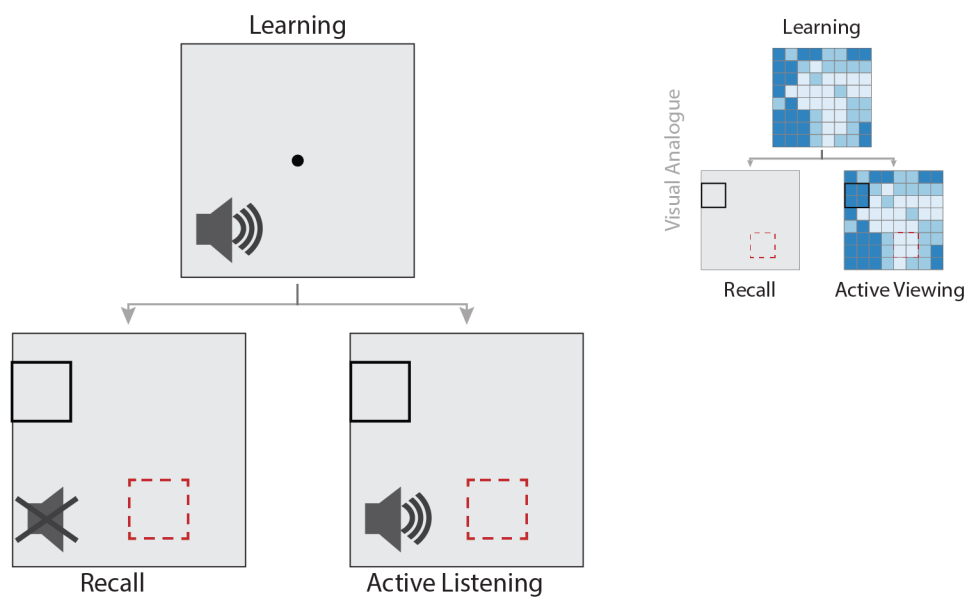 Learning
Recall
Active Listening
Visual Analogue
Learning
Recall
Active Viewing